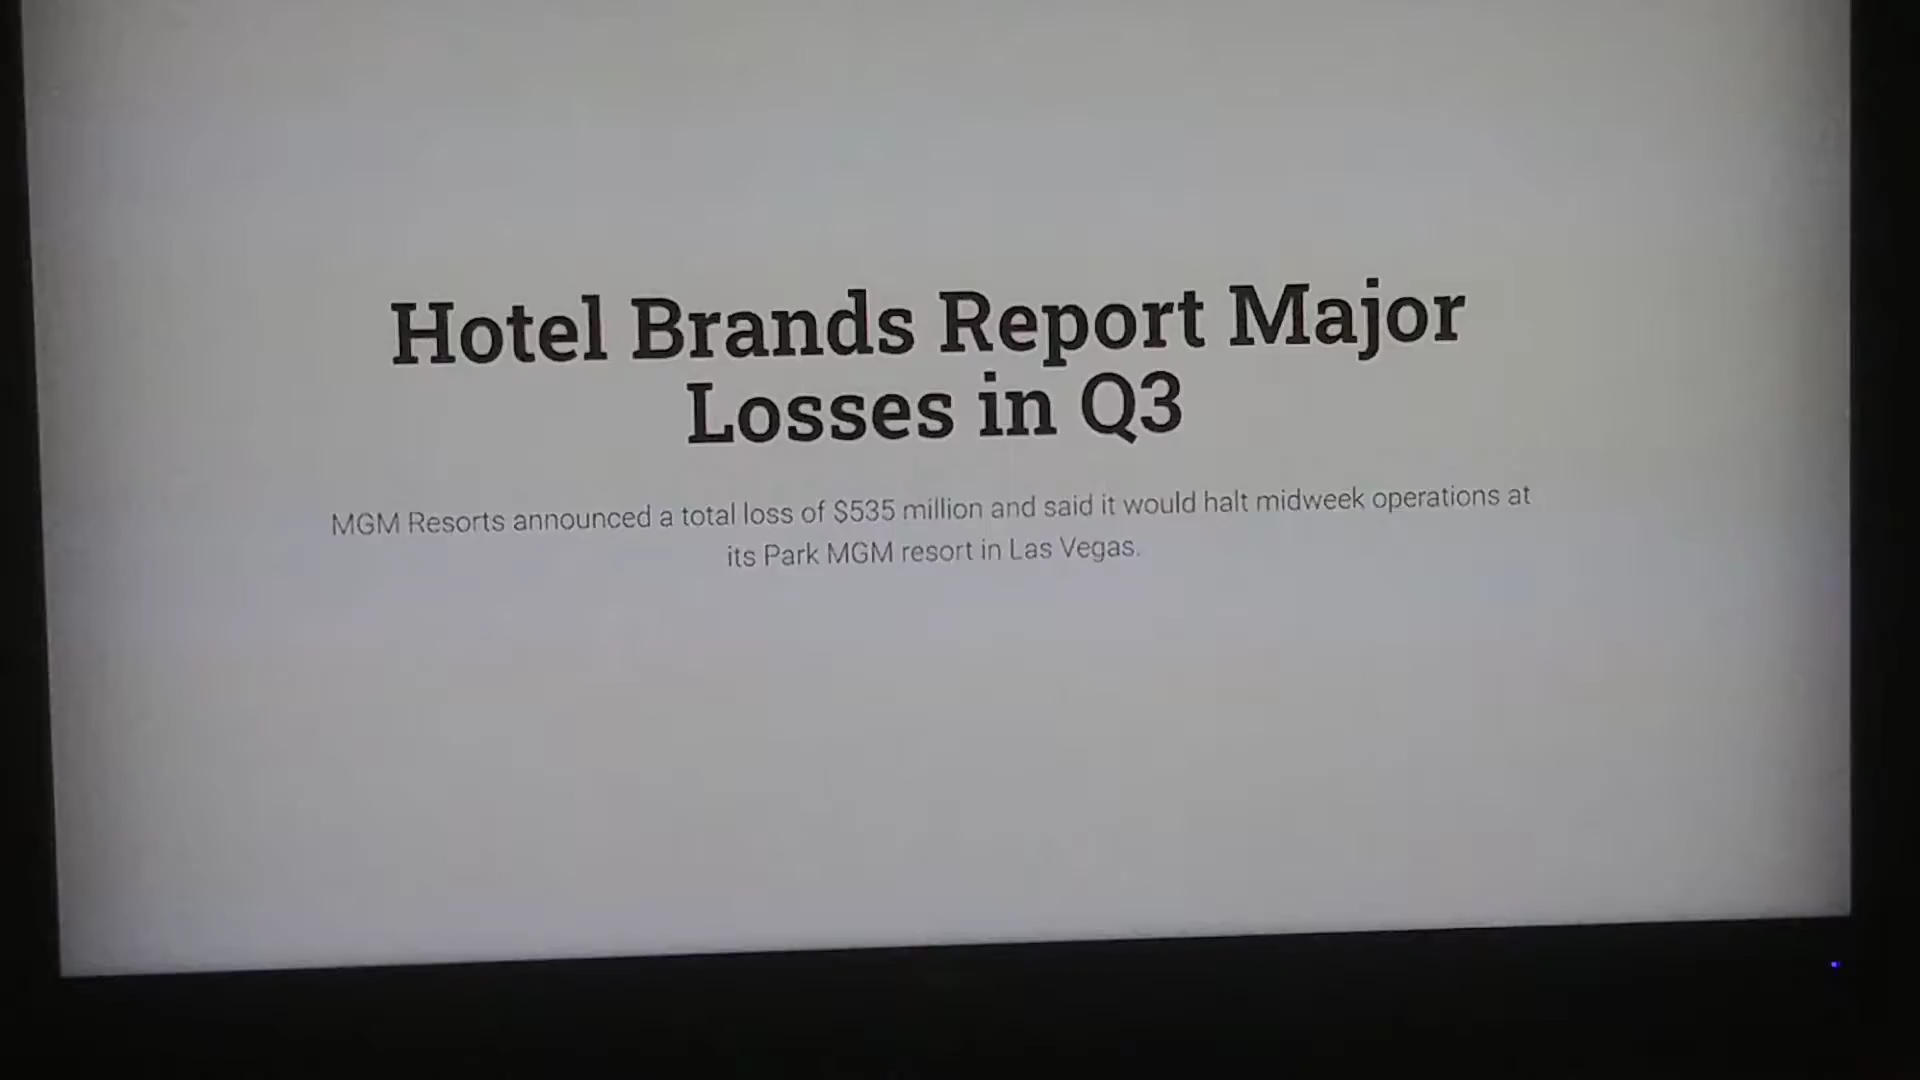 Hotel Brands Report Major
Losses in Q3
MGM Resorts announced a total loss of $535 million and said it would halt midweek operations at
its Park MGM resort in Las Vegas.